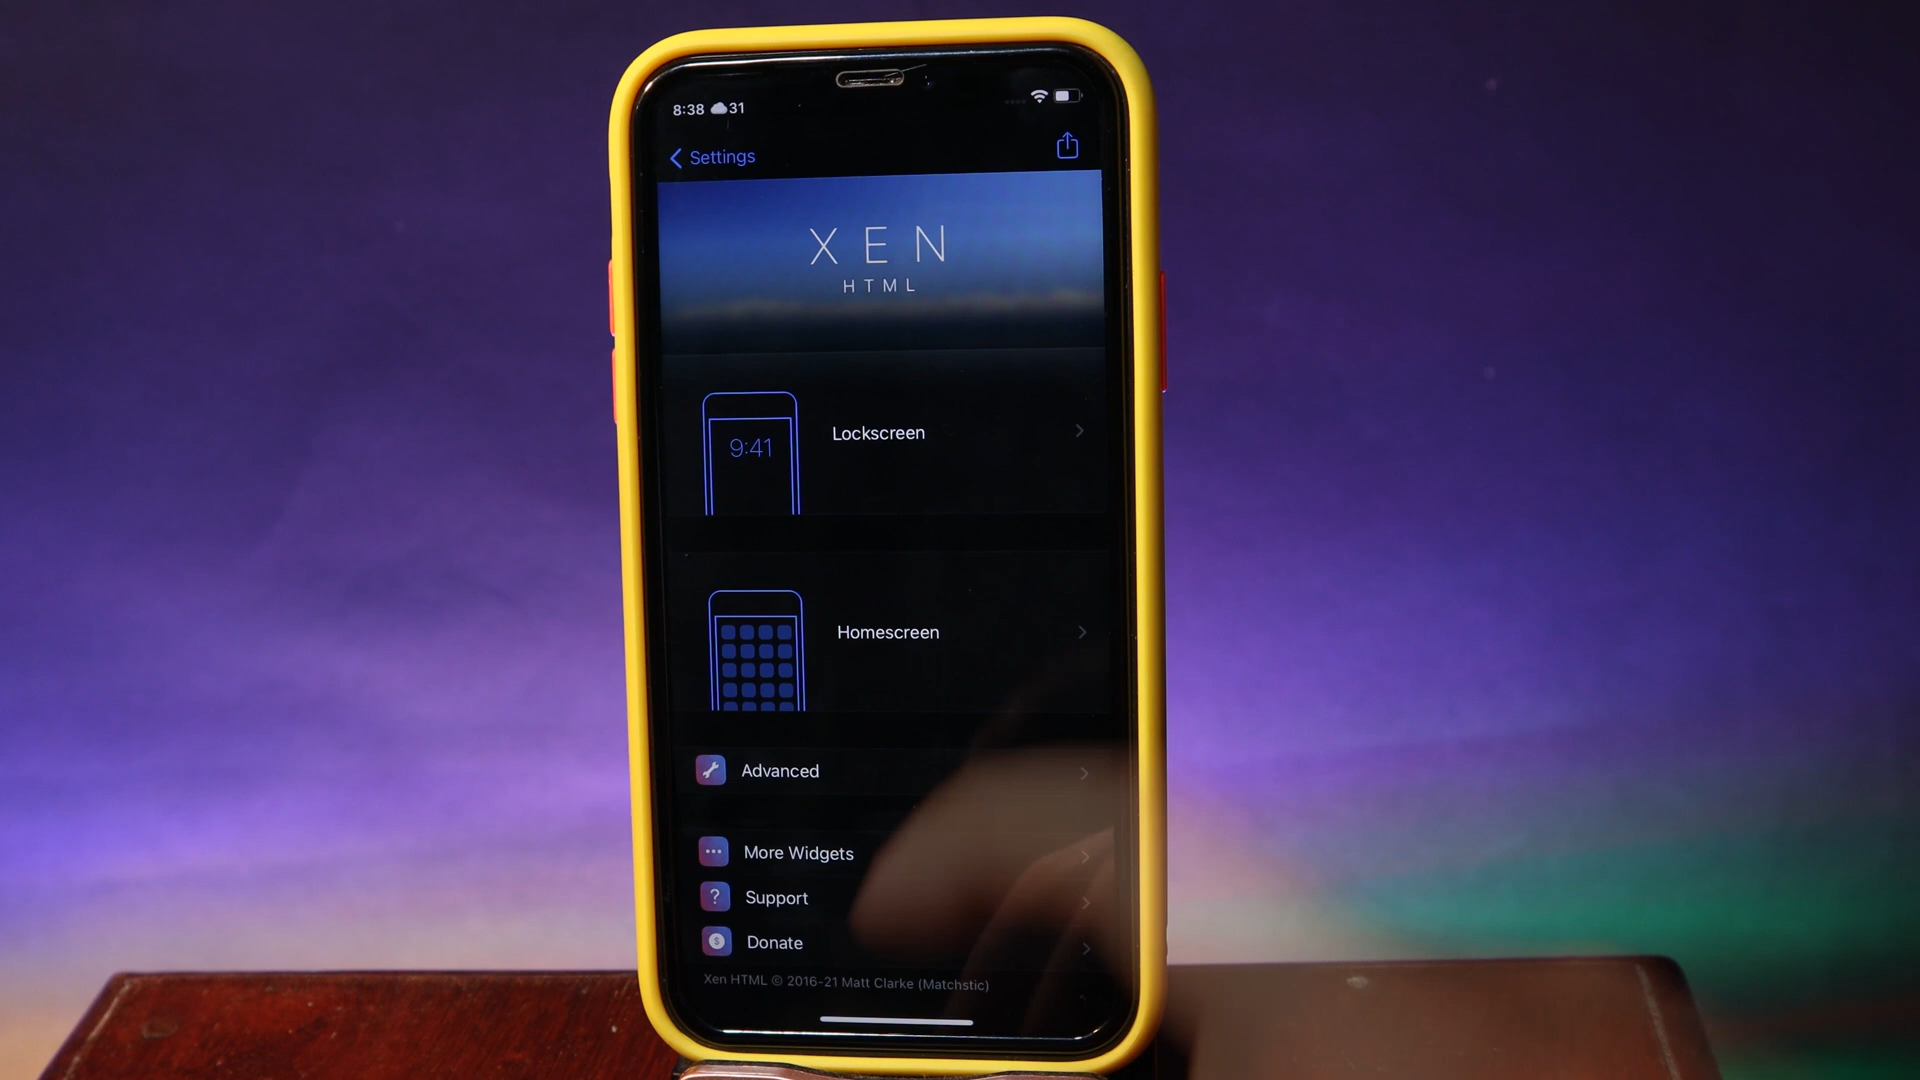 8:38 31
Settings
XEN
HTML
9:41
Lockscreen
Homescreen
Advanced
More Widgets
? Support
$ Donate
Xen HTML © 2016-21 Matt Clarke (Matchstic)